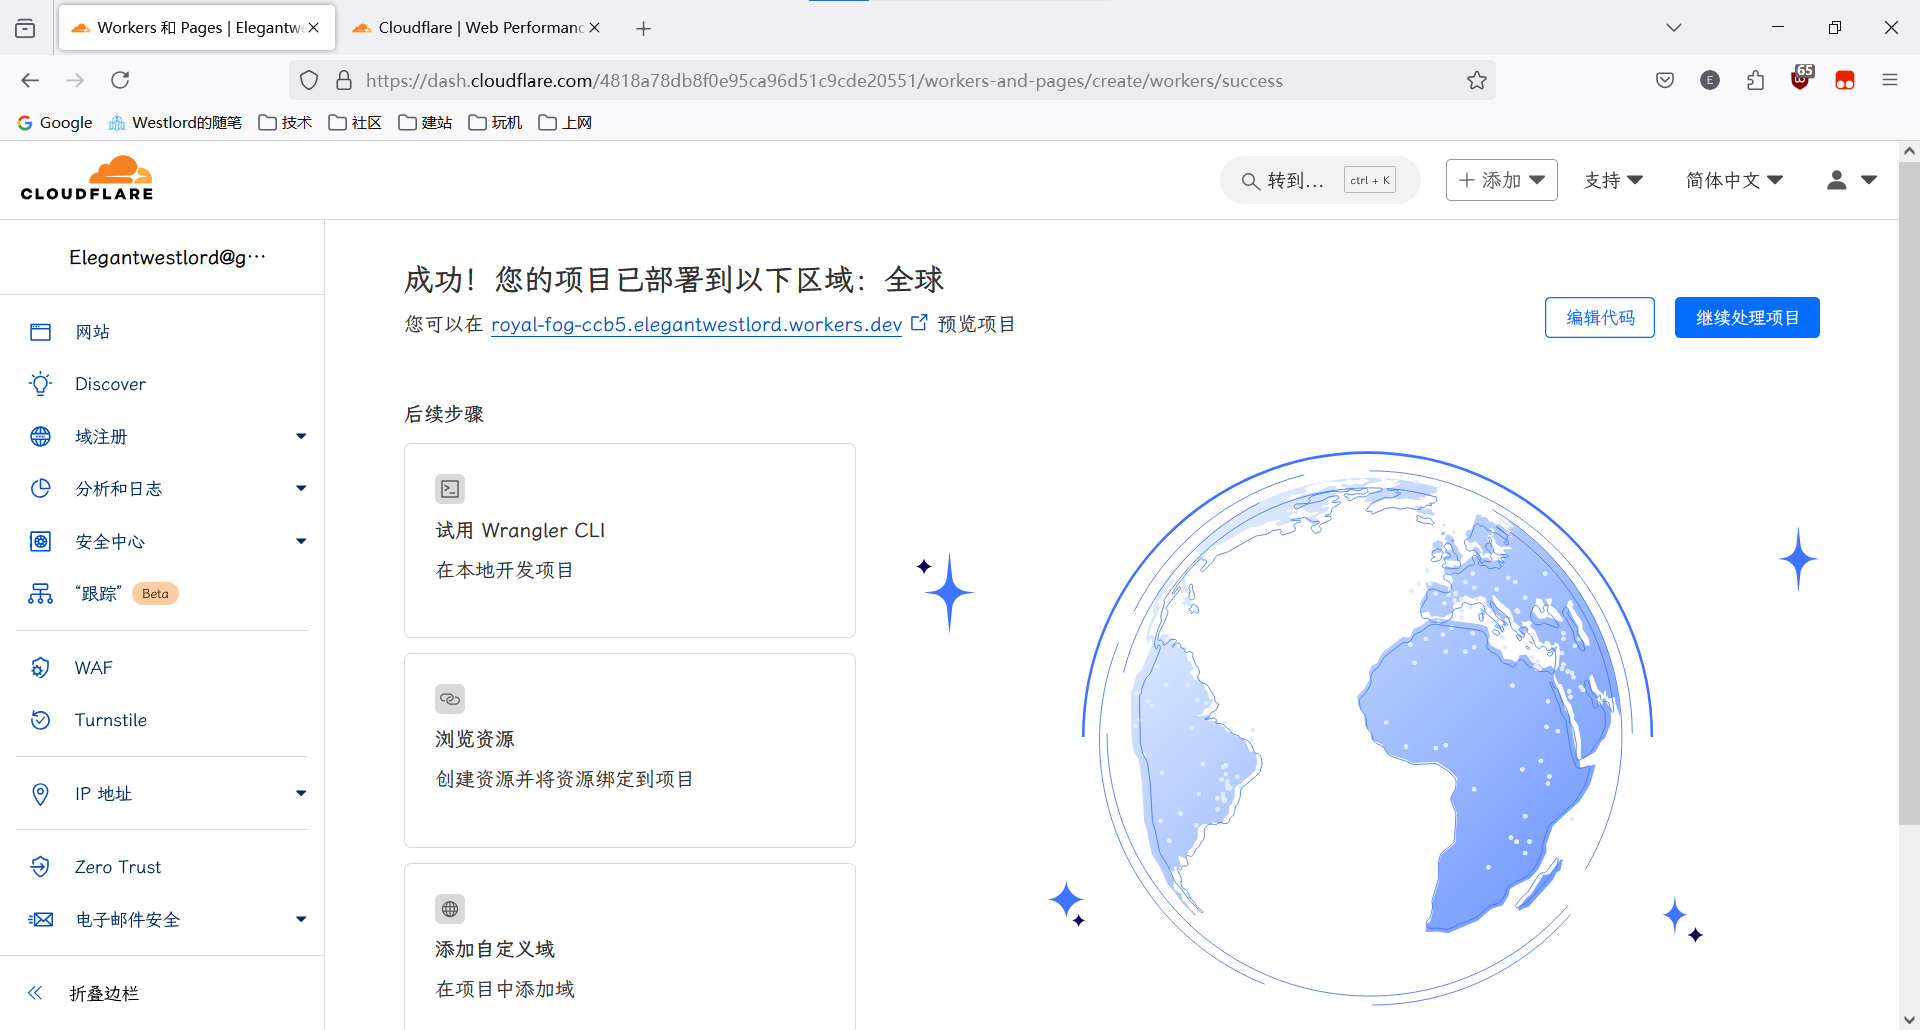 Workers 和 Pages | Elegantwe
Cloudflare | Web Performanc
https://dash.cloudflare.com/4818a78db8f0e95ca96d51c9cde20551/workers-and-pages/create/workers/success
E
65
Google
Westlord的随笔
技术
社区
建站
玩机
上网
CLOUDFLARE
转到...
ctrl + K
添加
支持
简体中文
Elegantwestlord@g···
网站
Discover
域注册
分析和日志
安全中心
“跟踪” Beta
WAF
Turnstile
IP 地址
Zero Trust
电子邮件安全
折叠边栏
成功！您的项目已部署到以下区域：全球
您可以在 royal-fog-ccb5.elegantwestlord.workers.dev 预览项目
编辑代码
继续处理项目
后续步骤
试用 Wrangler CLI
在本地开发项目
浏览资源
创建资源并将资源绑定到项目
添加自定义域
在项目中添加域